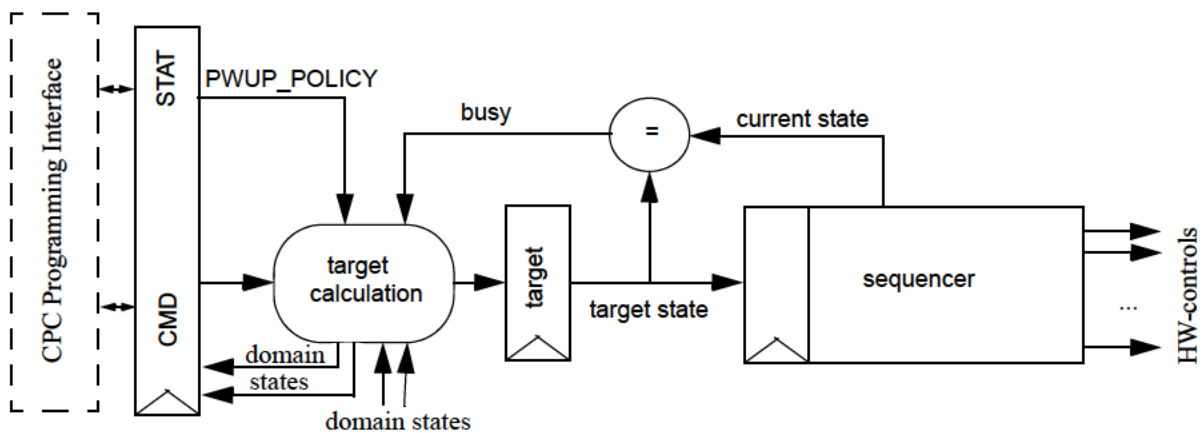 CPC Programming Interface
STAT
CMD
PWUP_POLICY
busy
=
current state
target
calculation
target
target state
sequencer
...
HW-controls
domain
states
domain states